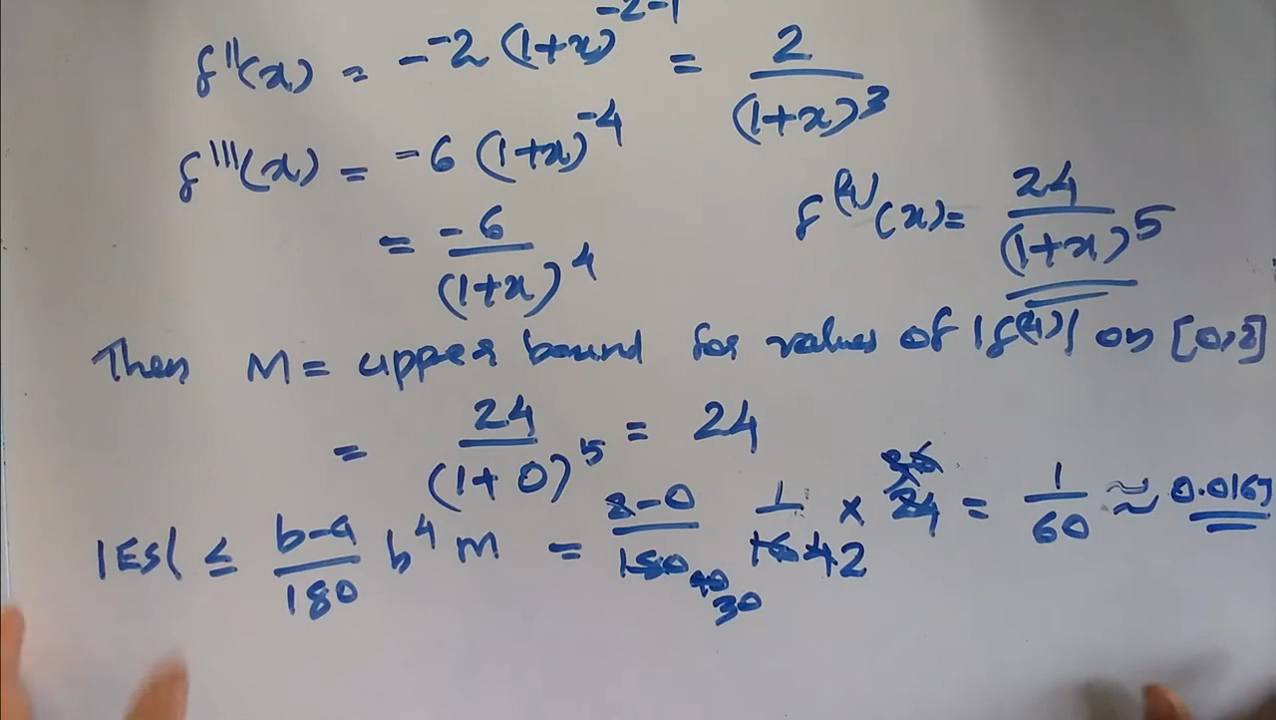 f''(x) = --2 (1+x)^-2-1 = 2/(1+x)^3
f'''(x) = -6 (1+x)^-4
= -6/(1+x)^4
f^(4)(x) = 24/(1+x)^5
Then M = upper bound for values of |f^(4)| on [0,2]
= 24/(1+0)^5 = 24
|Es| ≤ b-a/180 h^4 M = 2-0/180 1/16 × 24 = 1/60 ≈ 0.0167